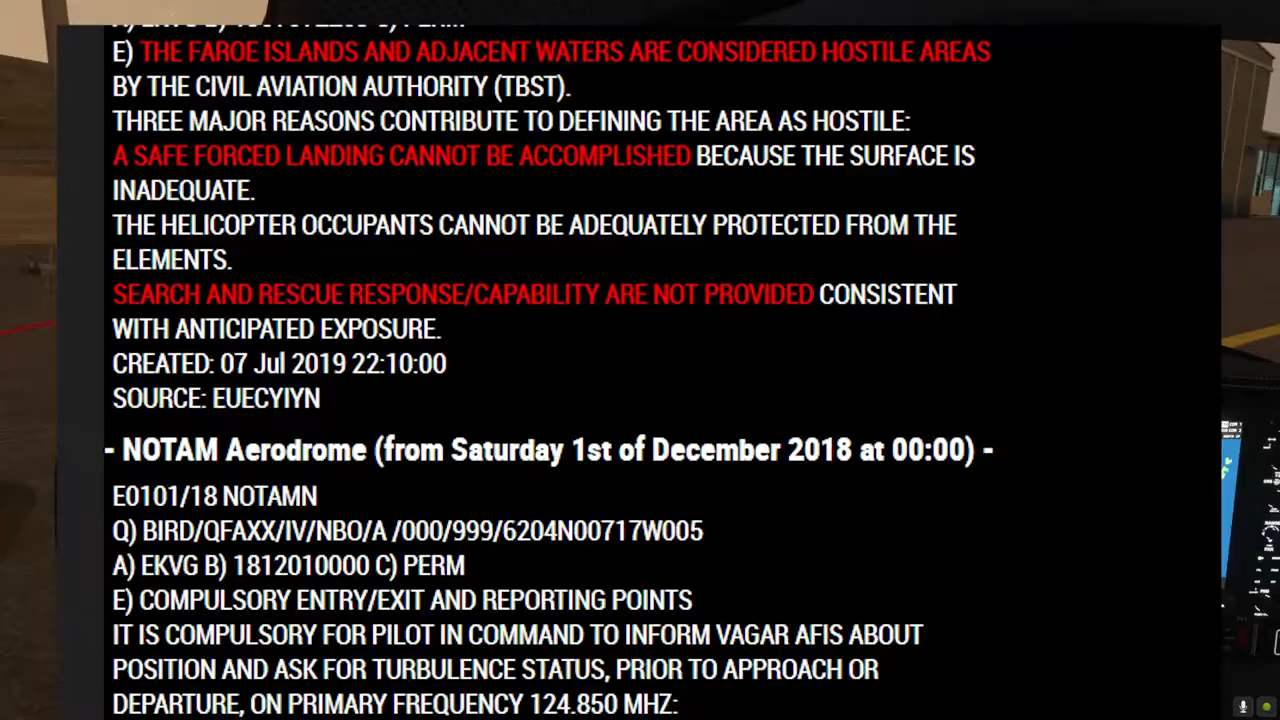 E) THE FAROE ISLANDS AND ADJACENT WATERS ARE CONSIDERED HOSTILE AREAS
BY THE CIVIL AVIATION AUTHORITY (TBST).
THREE MAJOR REASONS CONTRIBUTE TO DEFINING THE AREA AS HOSTILE:
A SAFE FORCED LANDING CANNOT BE ACCOMPLISHED BECAUSE THE SURFACE IS
INADEQUATE.
THE HELICOPTER OCCUPANTS CANNOT BE ADEQUATELY PROTECTED FROM THE
ELEMENTS.
SEARCH AND RESCUE RESPONSE/CAPABILITY ARE NOT PROVIDED CONSISTENT
WITH ANTICIPATED EXPOSURE.
CREATED: 07 Jul 2019 22:10:00
SOURCE: EUECYIYN
- NOTAM Aerodrome (from Saturday 1st of December 2018 at 00:00) -
E0101/18 NOTAMN
Q) BIRD/QFAXX/IV/NBO/A /000/999/6204N00717W005
A) EKVG B) 1812010000 C) PERM
E) COMPULSORY ENTRY/EXIT AND REPORTING POINTS
IT IS COMPULSORY FOR PILOT IN COMMAND TO INFORM VAGAR AFIS ABOUT
POSITION AND ASK FOR TURBULENCE STATUS, PRIOR TO APPROACH OR
DEPARTURE, ON PRIMARY FREQUENCY 124.850 MHZ: